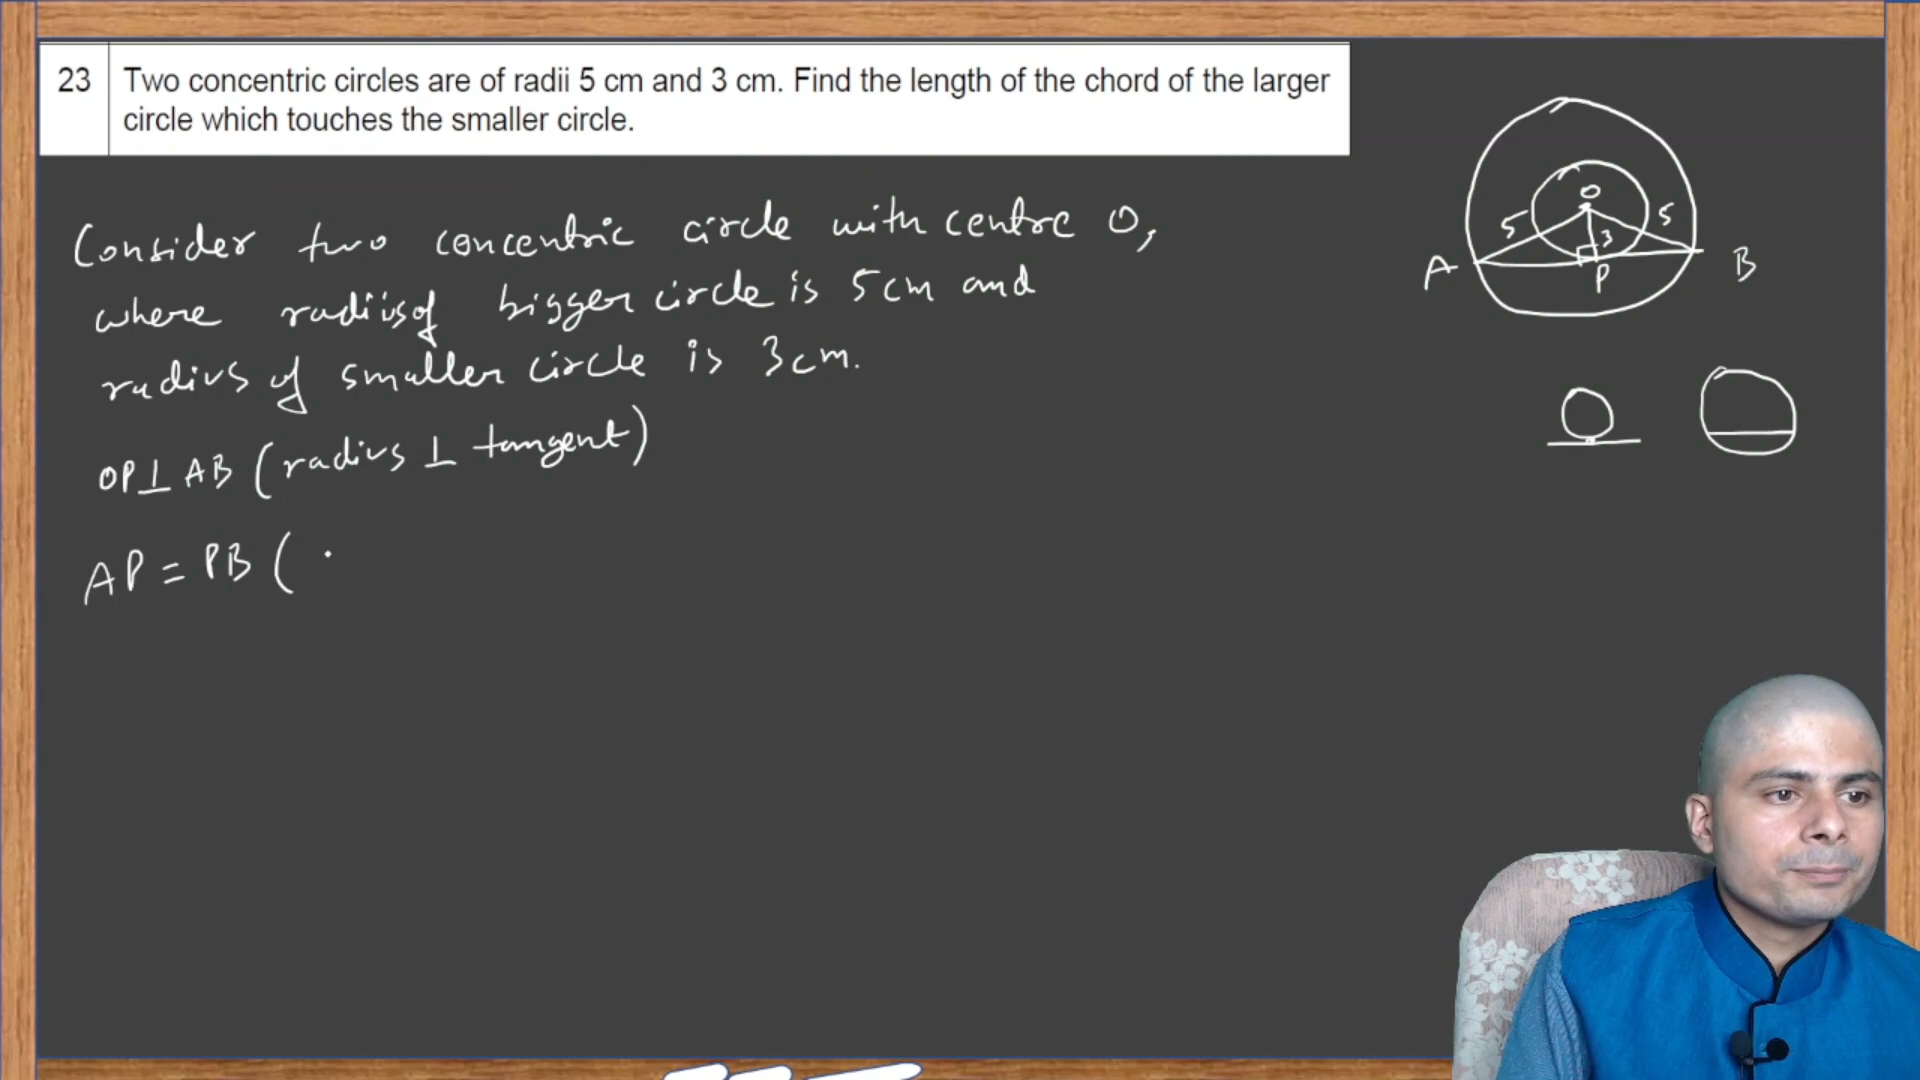 23 Two concentric circles are of radii 5 cm and 3 cm. Find the length of the chord of the larger
circle which touches the smaller circle.
Consider two concentric circle with centre O,
where radius of bigger circle is 5cm and
radius of smaller circle is 3cm.
OP⊥AB (radius ⊥ tangent)
AP = PB (
O
5
5
3
A
P
B